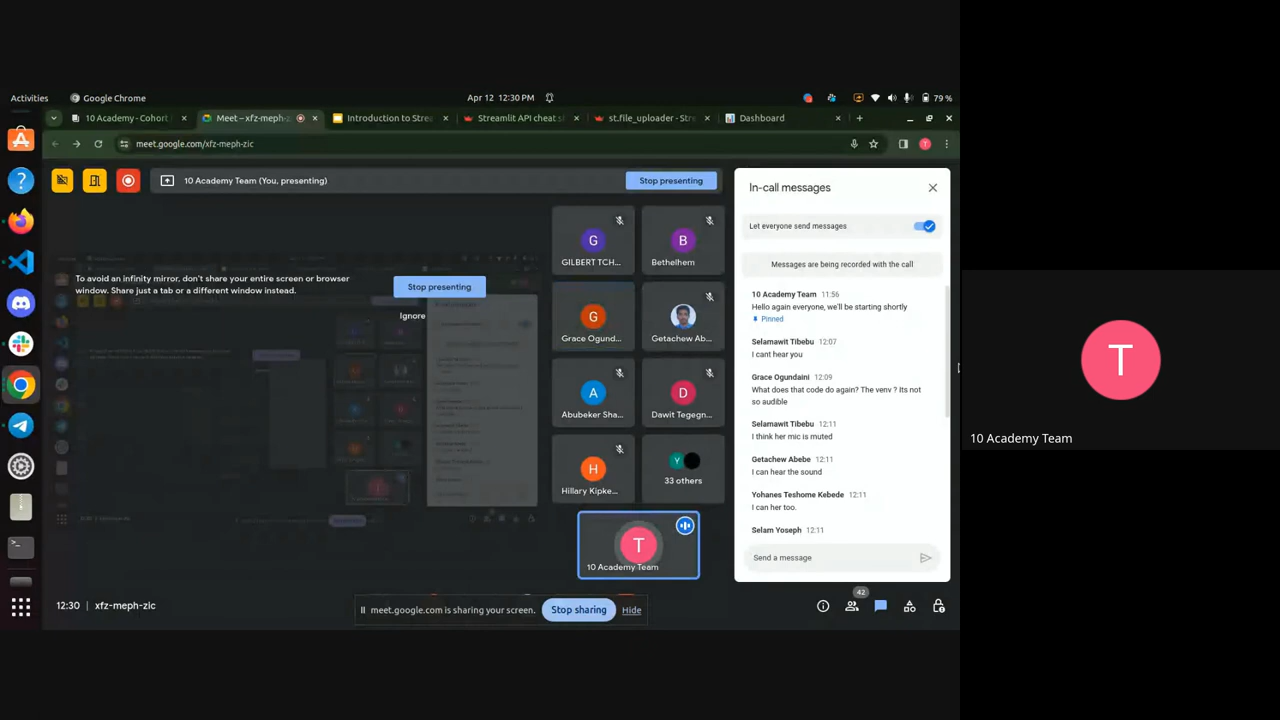 Activities
Google Chrome
Apr 12 12:30 PM
79 %
10 Academy - Cohort
Meet – xfz-meph-z
Introduction to Stre
Streamlit API cheat s
st.file_uploader - Stre
Dashboard
meet.google.com/xfz-meph-zic
T
10 Academy Team (You, presenting)
Stop presenting
To avoid an infinity mirror, don't share your entire screen or browser
window. Share just a tab or a different window instead.
Stop presenting
Ignore
G
GILBERT TCH...
B
Bethelhem
G
Grace Ogund...
Getachew Ab...
A
Abubeker Sha...
D
Dawit Tegegn...
H
Hillary Kipke...
Y
33 others
T
10 Academy Team
In-call messages
Let everyone send messages
Messages are being recorded with the call
10 Academy Team 11:56
Hello again everyone, we'll be starting shortly
Pinned
Selamawit Tibebu 12:07
I cant hear you
Grace Ogundaini 12:09
What does that code do again? The venv ? Its not
so audible
Selamawit Tibebu 12:11
I think her mic is muted
Getachew Abebe 12:11
I can hear the sound
Yohanes Teshome Kebede 12:11
I can her too.
Selam Yoseph 12:11
Send a message
12:30 | xfz-meph-zic
meet.google.com is sharing your screen.
Stop sharing
Hide
42
T
10 Academy Team